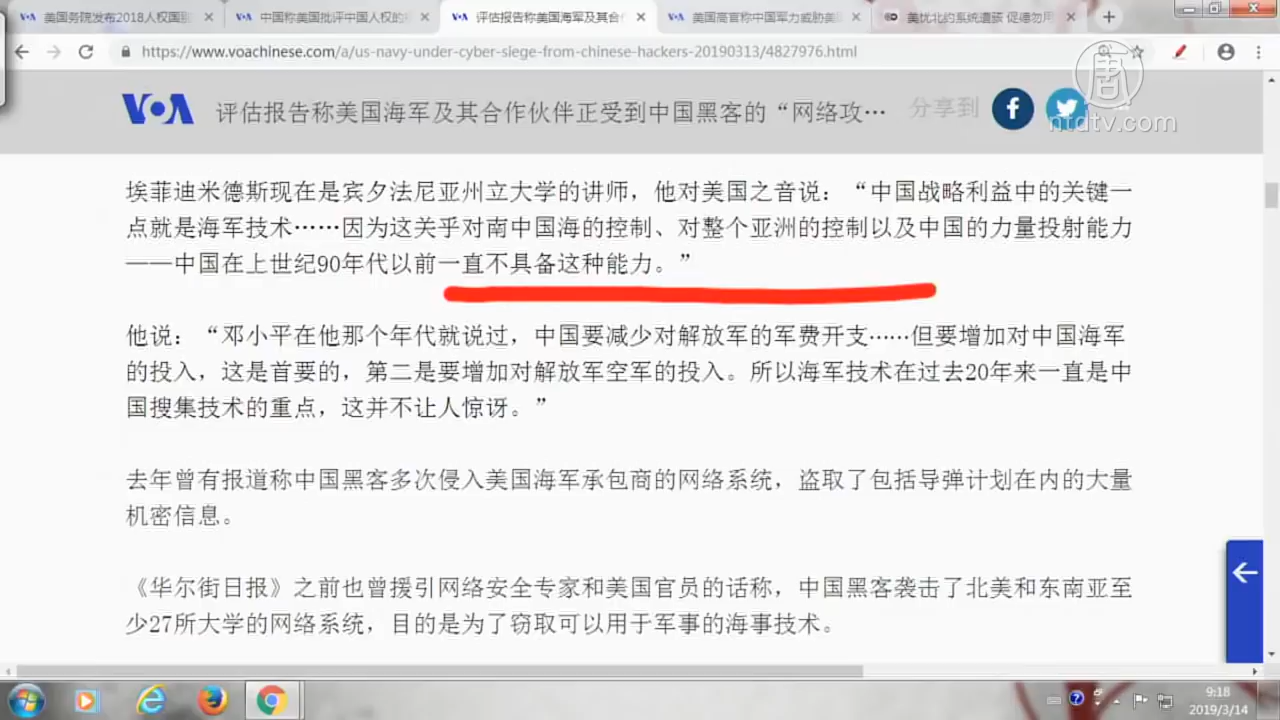 美国务院发布2018人权国
中国称美国批评中国人权的
评估报告称美国海军及其合
美国高官称中国军力威胁美
美忧北约系统遭骇 促德勿用
https://www.voachinese.com/a/us-navy-under-cyber-siege-from-chinese-hackers-20190313/4827976.html
唐
ntdtv.com
VOA 评估报告称美国海军及其合作伙伴正受到中国黑客的“网络攻… 分享到
埃菲迪米德斯现在是宾夕法尼亚州立大学的讲师，他对美国之音说：“中国战略利益中的关键一
点就是海军技术……因为这关乎对南中国海的控制、对整个亚洲的控制以及中国的力量投射能力
——中国在上世纪90年代以前一直不具备这种能力。”
他说：“邓小平在他那个年代就说过，中国要减少对解放军的军费开支……但要增加对中国海军
的投入，这是首要的，第二是要增加对解放军空军的投入。所以海军技术在过去20年来一直是中
国搜集技术的重点，这并不让人惊讶。”
去年曾有报道称中国黑客多次侵入美国海军承包商的网络系统，盗取了包括导弹计划在内的大量
机密信息。
《华尔街日报》之前也曾援引网络安全专家和美国官员的话称，中国黑客袭击了北美和东南亚至
少27所大学的网络系统，目的是为了窃取可以用于军事的海事技术。
9:18
2019/3/14